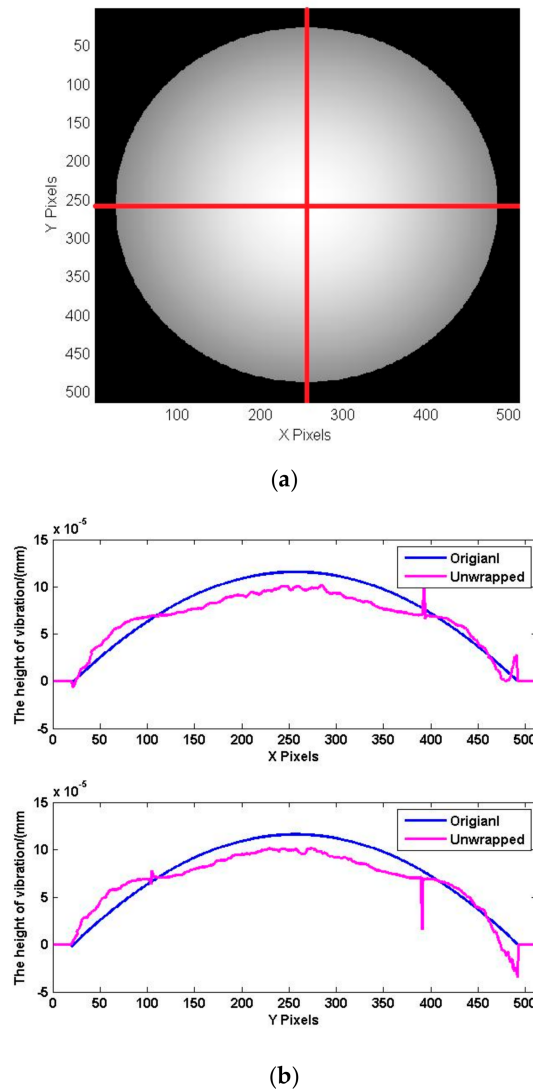 50
100
150
200
250
300
350
400
450
500
Y Pixels
100 200 300 400 500
X Pixels
(a)
x 10-5
15
10
5
0
-5
The height of vibration/(mm)
Origianl
Unwrapped
0 50 100 150 200 250 300 350 400 450 500
X Pixels
x 10-5
15
10
5
0
-5
The height of vibration/(mm
Origianl
Unwrapped
0 50 100 150 200 250 300 350 400 450 500
Y Pixels
(b)